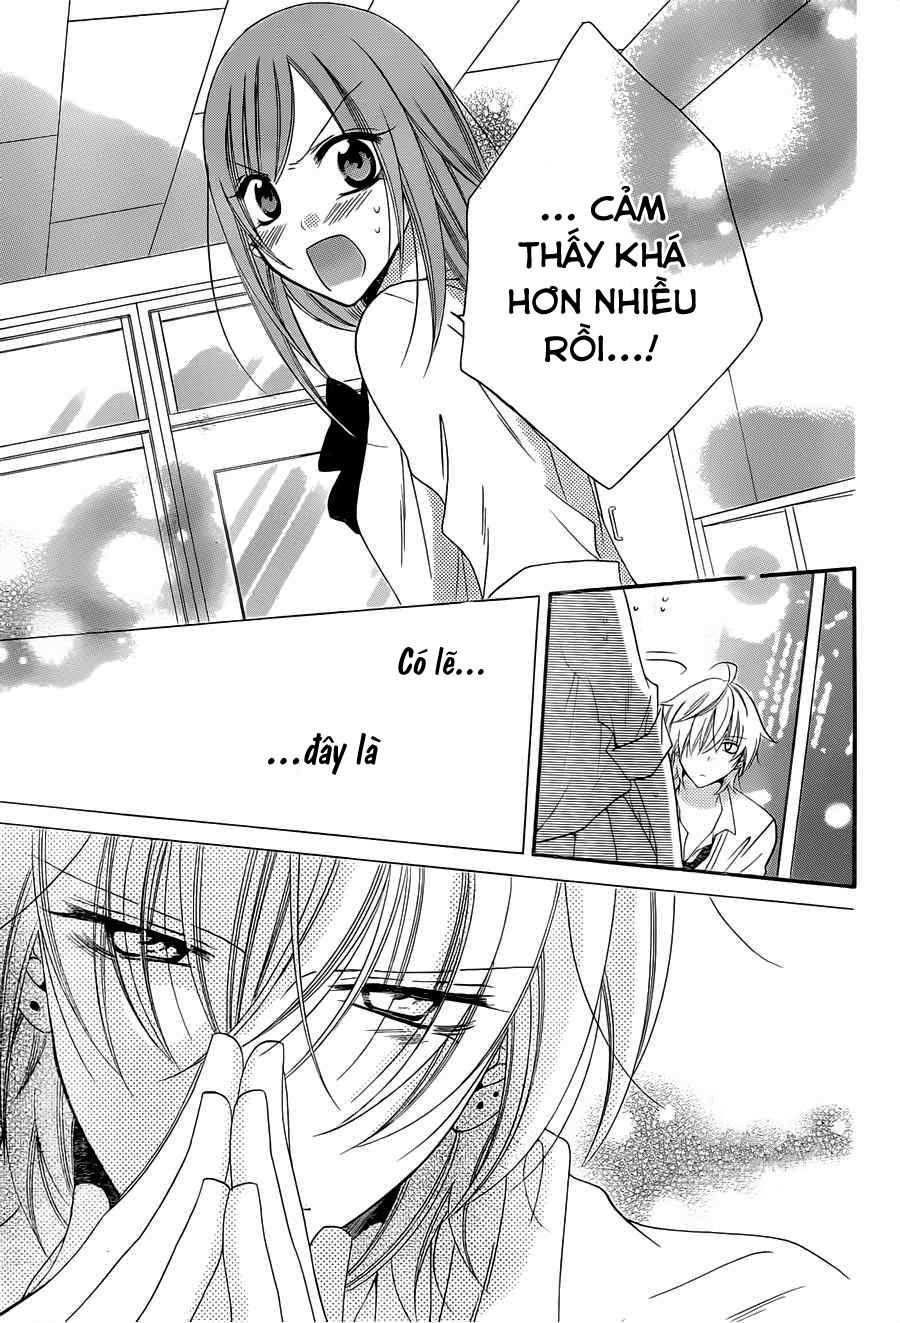 ... CẢM
THẤY KHÁ
HƠN NHIỀU
RỒI...!
Có lẽ...
...đây là